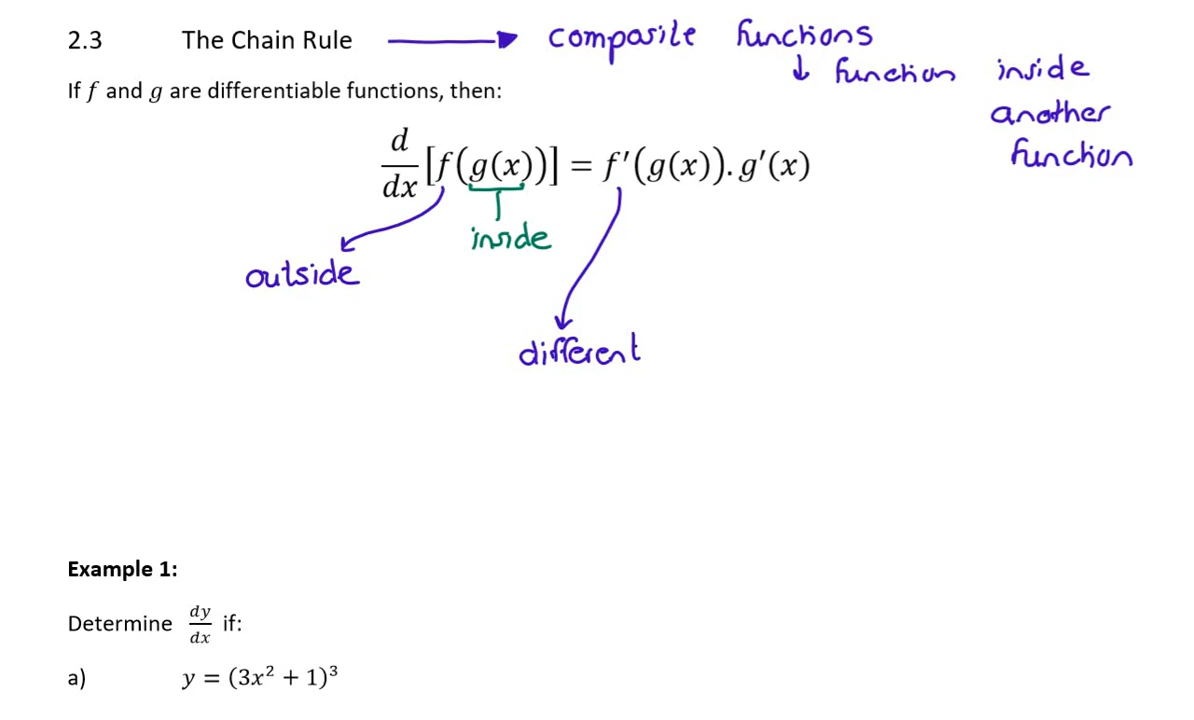 2.3 The Chain Rule composite functions
function inside
If f and g are differentiable functions, then:
another
function
d/dx [f(g(x))] = f'(g(x)). g'(x)
inside
outside
different
Example 1:
Determine dy/dx if:
a) y = (3x² + 1)³